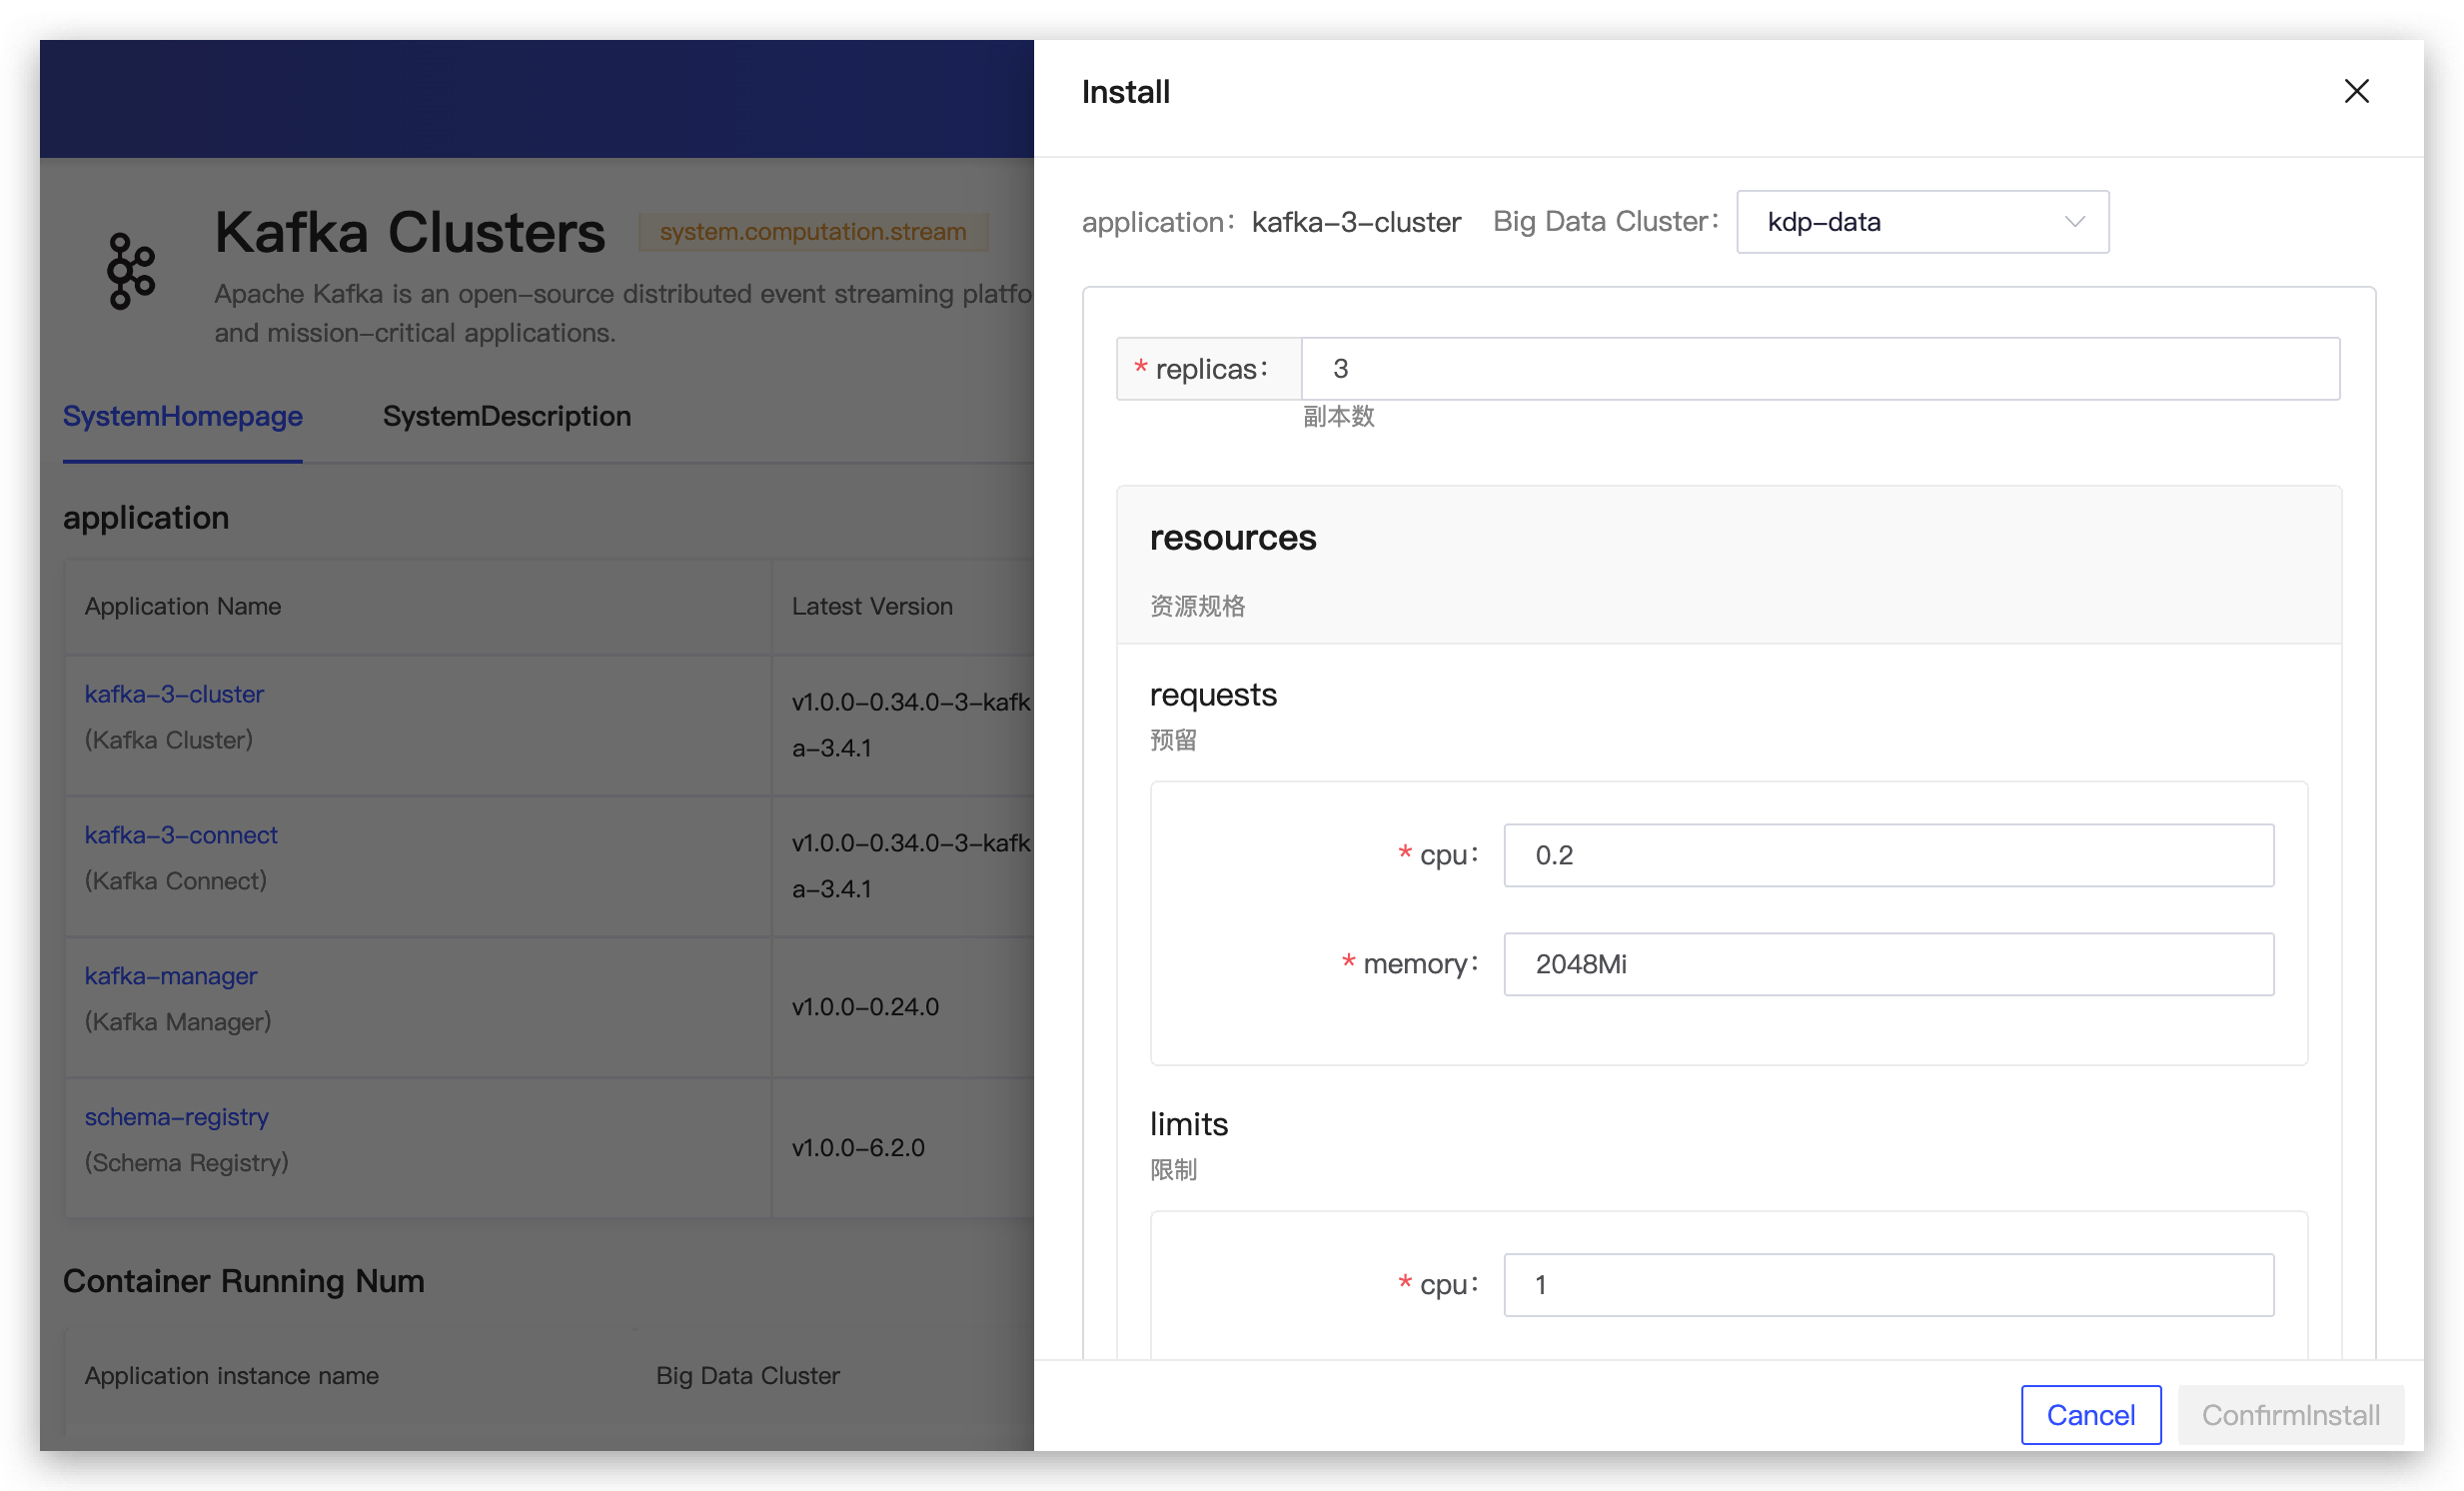 Kafka Clusters
system.computation.stream
Apache Kafka is an open-source distributed event streaming platfo
and mission-critical applications.
SystemHomepage
SystemDescription
application
Application Name
Latest Version
kafka-3-cluster
(Kafka Cluster)
v1.0.0-0.34.0-3-kafk
a-3.4.1
kafka-3-connect
(Kafka Connect)
v1.0.0-0.34.0-3-kafk
a-3.4.1
kafka-manager
(Kafka Manager)
v1.0.0-0.24.0
schema-registry
(Schema Registry)
v1.0.0-6.2.0
Container Running Num
Application instance name
Big Data Cluster
Install
application: kafka-3-cluster
Big Data Cluster: kdp-data
* replicas: 3
副本数
resources
资源规格
requests
预留
* cpu: 0.2
* memory: 2048Mi
limits
限制
* cpu: 1
Cancel
ConfirmInstall